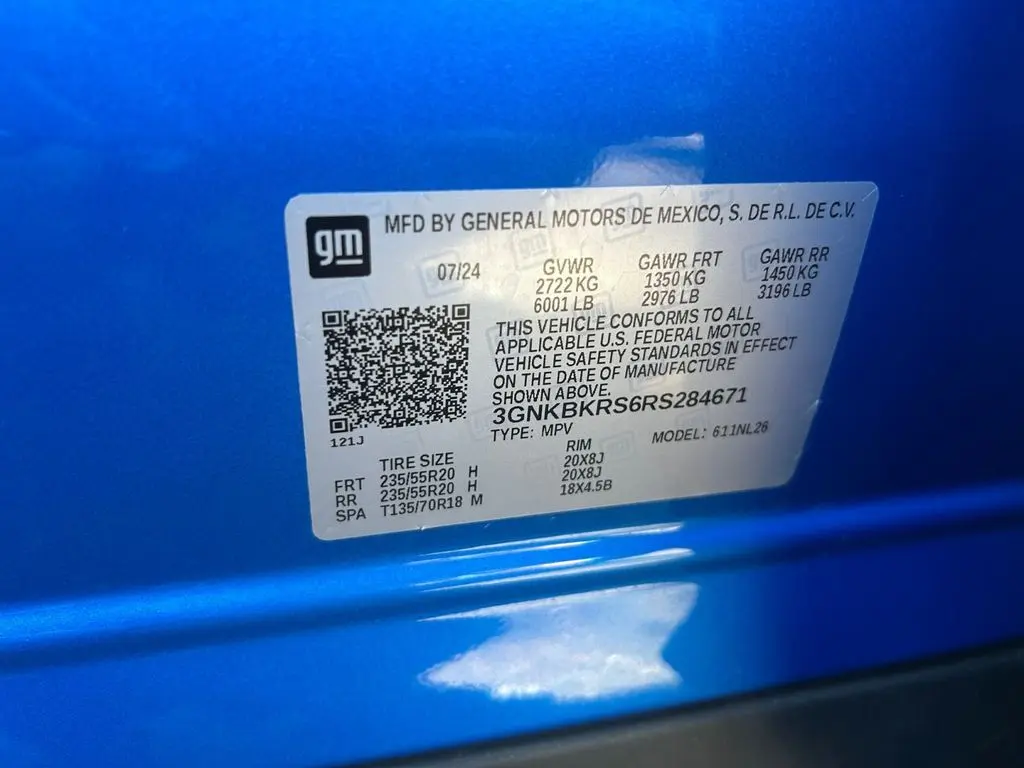 gm
MFD BY GENERAL MOTORS DE MEXICO, S. DE R.L. DE C.V.
07/24
GVWR
2722 KG
6001 LB
GAWR FRT
1350 KG
2976 LB
GAWR RR
1450 KG
3196 LB
THIS VEHICLE CONFORMS TO ALL
APPLICABLE U.S. FEDERAL MOTOR
VEHICLE SAFETY STANDARDS IN EFFECT
ON THE DATE OF MANUFACTURE
SHOWN ABOVE.
3GNKBKRS6RS284671
TYPE: MPV
MODEL: 611NL26
121J
TIRE SIZE RIM
FRT 235/55R20 H 20X8J
RR 235/55R20 H 20X8J
SPA T135/70R18 M 18X4.5B